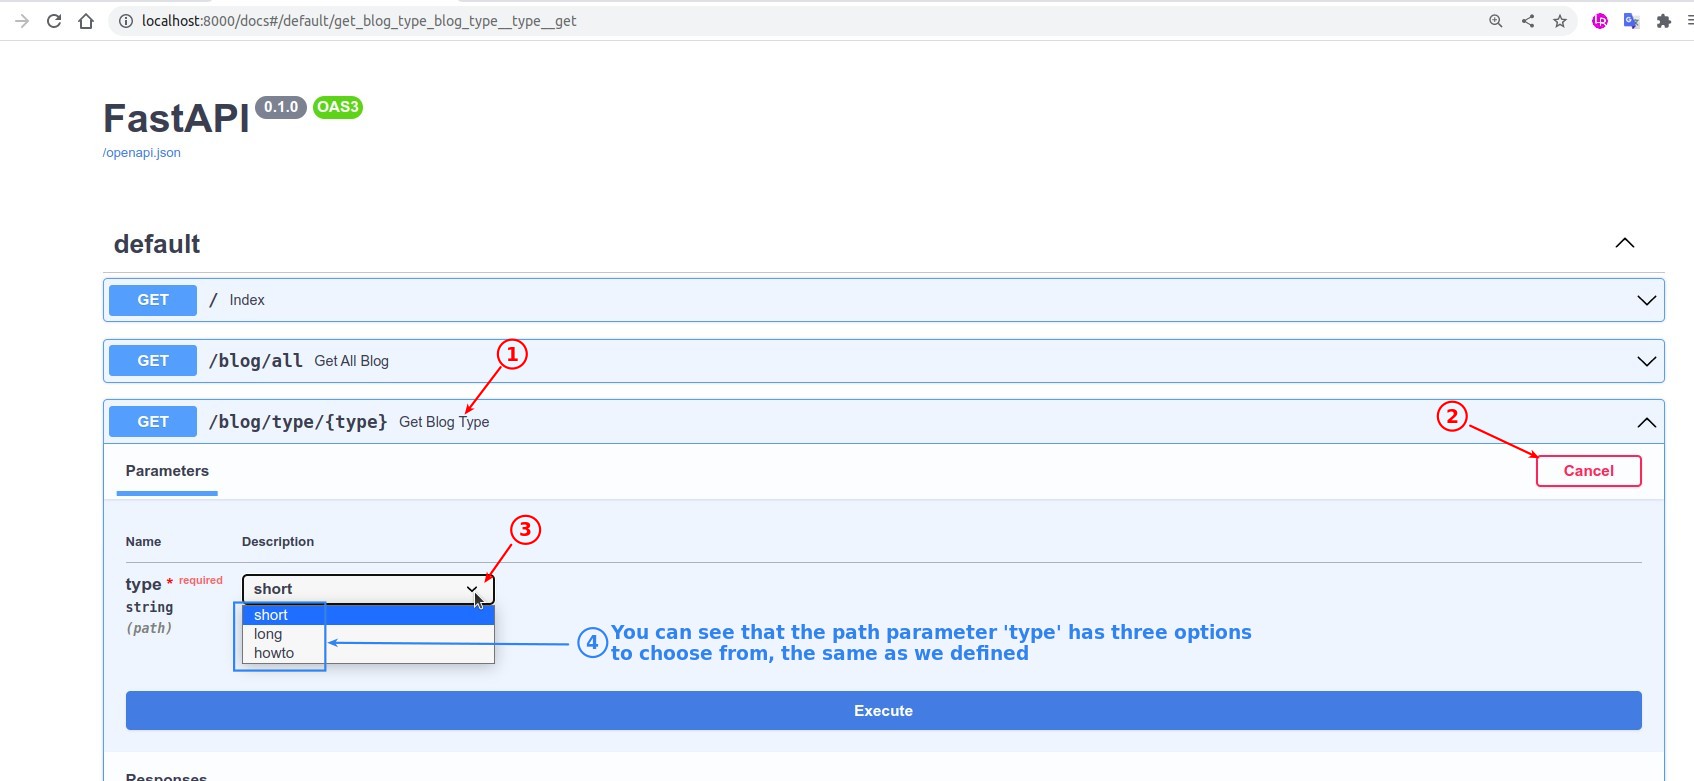 localhost:8000/docs#/default/get_blog_type_blog_type__type__get
FastAPI 0.1.0 OAS3
/openapi.json
default
GET / Index
GET /blog/all Get All Blog
1
GET /blog/type/{type} Get Blog Type
2
Parameters Cancel
3
Name Description
type * required short
string short
(path) long
howto
4 You can see that the path parameter 'type' has three options
to choose from, the same as we defined
Execute
Responses